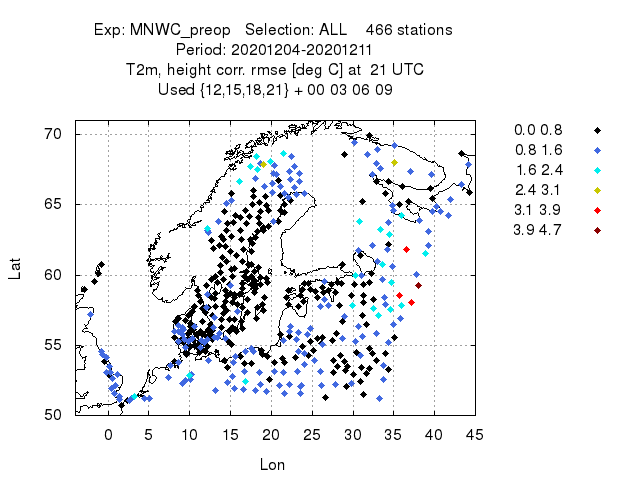 Exp: MNWC_preop   Selection: ALL    466 stations
Period: 20201204-20201211
T2m, height corr. rmse [deg C] at  21 UTC
Used {12,15,18,21} + 00 03 06 09
70
65
60
55
50
Lat
0 5 10 15 20 25 30 35 40 45
Lon
0.0 0.8
0.8 1.6
1.6 2.4
2.4 3.1
3.1 3.9
3.9 4.7